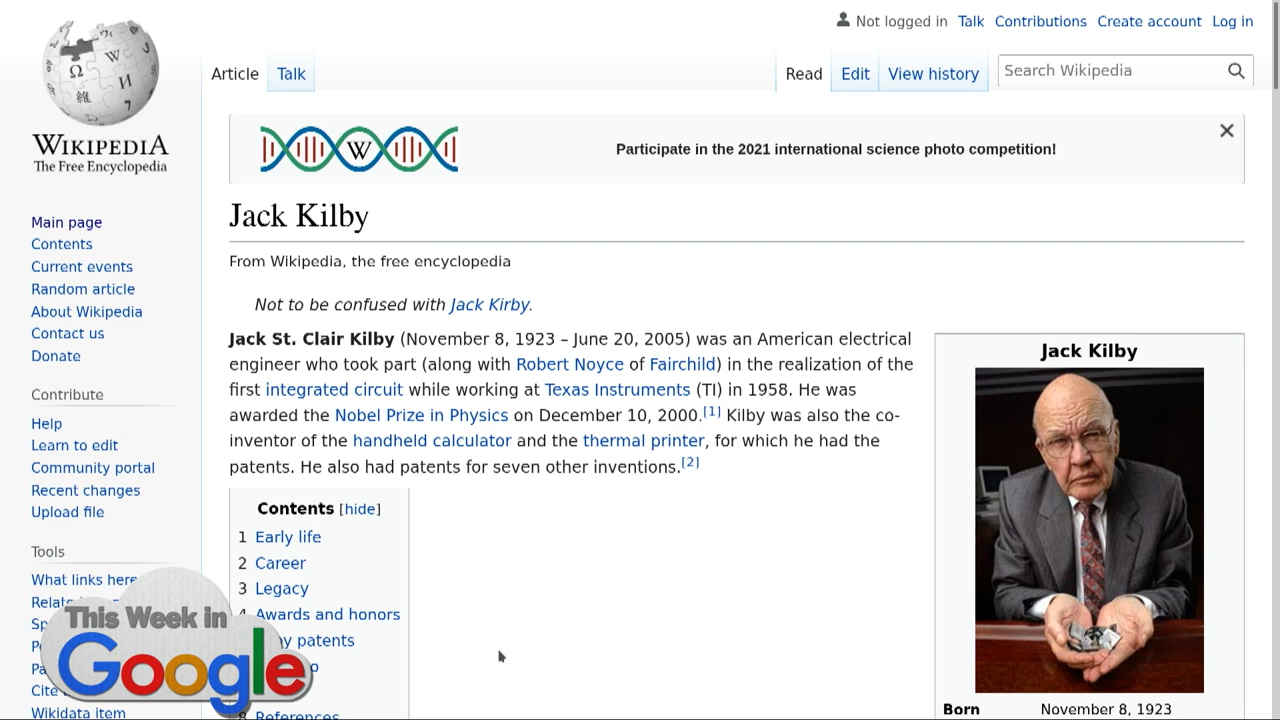 Not logged in Talk Contributions Create account Log in
Article Talk Read Edit View history Search Wikipedia
WIKIPEDIA
The Free Encyclopedia
W
Participate in the 2021 international science photo competition!
Main page
Contents
Current events
Random article
About Wikipedia
Contact us
Donate
Contribute
Help
Learn to edit
Community portal
Recent changes
Upload file
Tools
What links here
Cite
Wikidata item
Jack Kilby
From Wikipedia, the free encyclopedia
Not to be confused with Jack Kirby.
Jack St. Clair Kilby (November 8, 1923 – June 20, 2005) was an American electrical
engineer who took part (along with Robert Noyce of Fairchild) in the realization of the
first integrated circuit while working at Texas Instruments (TI) in 1958. He was
awarded the Nobel Prize in Physics on December 10, 2000.[1] Kilby was also the co-
inventor of the handheld calculator and the thermal printer, for which he had the
patents. He also had patents for seven other inventions.[2]
Contents [hide]
1 Early life
2 Career
3 Legacy
4 Awards and honors
patents
8 References
Jack Kilby
Born November 8, 1923
This Week in
Google